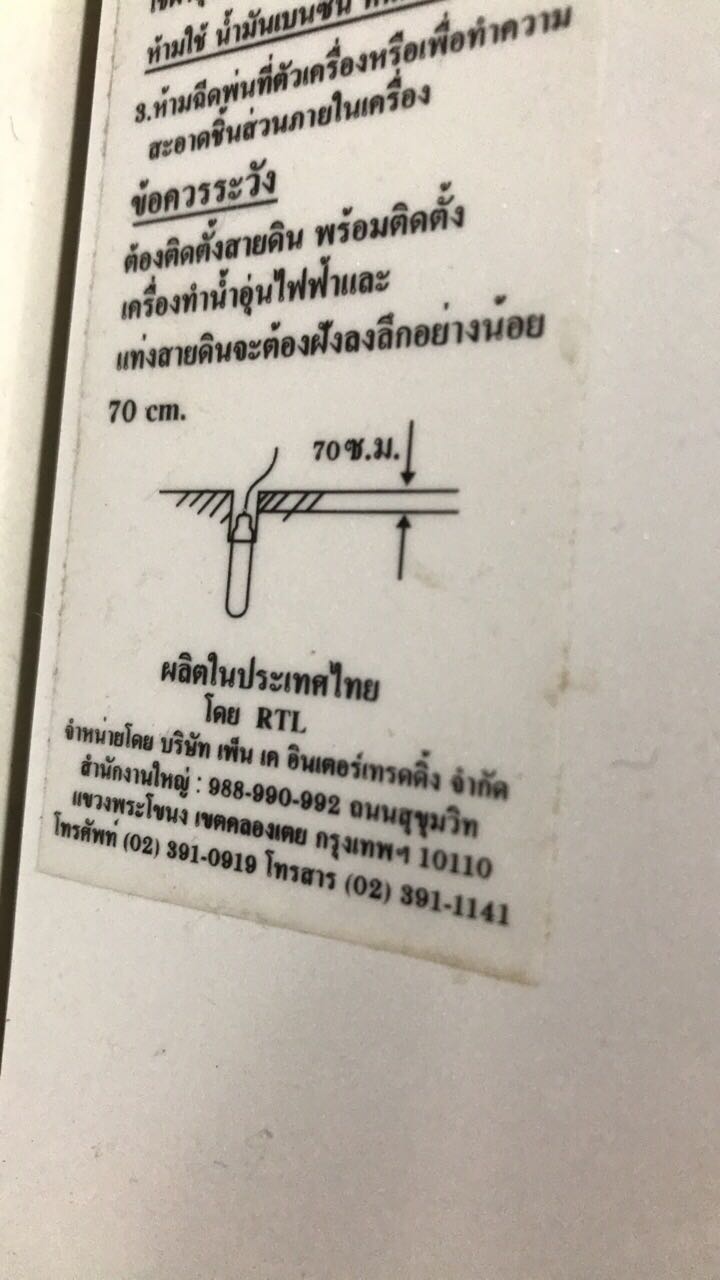 ห้ามใช้ น้ำมันเบนซิน
3.ห้ามฉีดพ่นที่ตัวเครื่องหรือเพื่อทำความ
สะอาดชิ้นส่วนภายในเครื่อง
ข้อควรระวัง
ต้องติดตั้งสายดิน พร้อมติดตั้ง
เครื่องทำน้ำอุ่นไฟฟ้าและ
แท่งสายดินจะต้องฝังลงลึกอย่างน้อย
70 cm.
70 ซ.ม.
ผลิตในประเทศไทย
โดย RTL
จำหน่ายโดย บริษัท เพ็น เค อินเตอร์เทรดดิ้ง จำกัด
สำนักงานใหญ่ : 988-990-992 ถนนสุขุมวิท
แขวงพระโขนง เขตคลองเตย กรุงเทพฯ 10110
โทรศัพท์ (02) 391-0919 โทรสาร (02) 391-1141